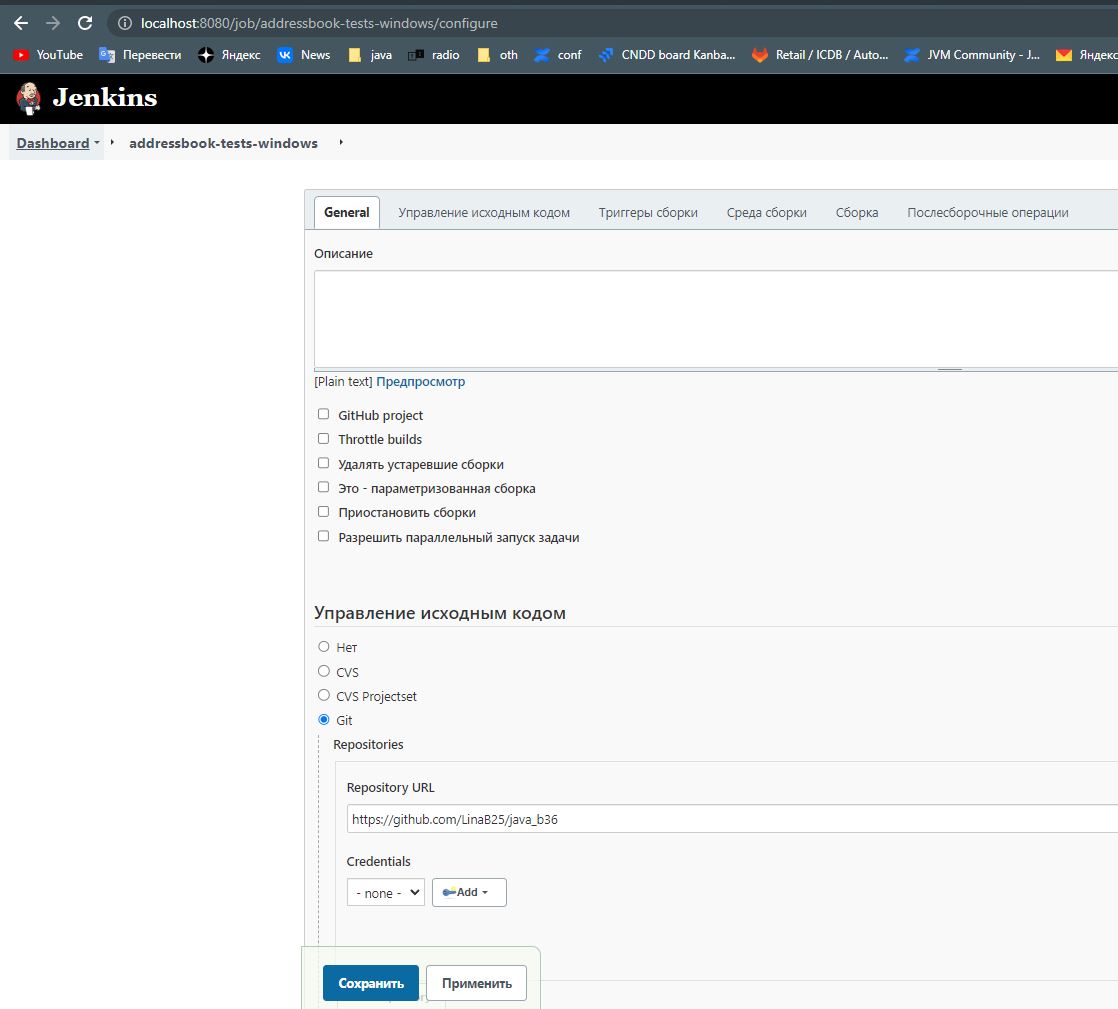 localhost:8080/job/addressbook-tests-windows/configure
YouTube Перевести Яндекс News java radio oth conf CNDD board Kanba... Retail / ICDB / Auto... JVM Community - J... Яндекс
Jenkins
Dashboard addressbook-tests-windows
General Управление исходным кодом Триггеры сборки Среда сборки Сборка Послесборочные операции
Описание
[Plain text] Предпросмотр
GitHub project
Throttle builds
Удалять устаревшие сборки
Это - параметризованная сборка
Приостановить сборки
Разрешить параллельный запуск задачи
Управление исходным кодом
Нет
CVS
CVS Projectset
Git
Repositories
Repository URL
https://github.com/LinaB25/java_b36
Credentials
- none - Add
Сохранить Применить